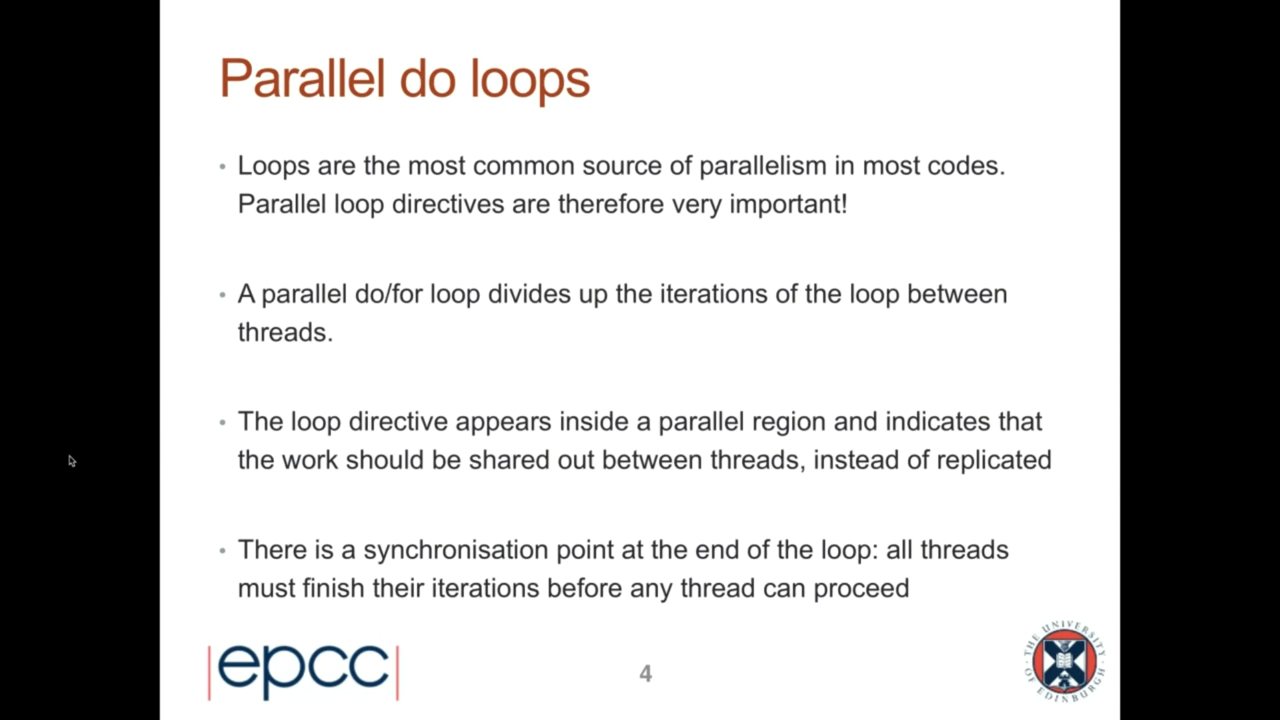 Parallel do loops
• Loops are the most common source of parallelism in most codes.
Parallel loop directives are therefore very important!
• A parallel do/for loop divides up the iterations of the loop between
threads.
• The loop directive appears inside a parallel region and indicates that
the work should be shared out between threads, instead of replicated
• There is a synchronisation point at the end of the loop: all threads
must finish their iterations before any thread can proceed
|epcc|
4
THE UNIVERSITY OF EDINBURGH